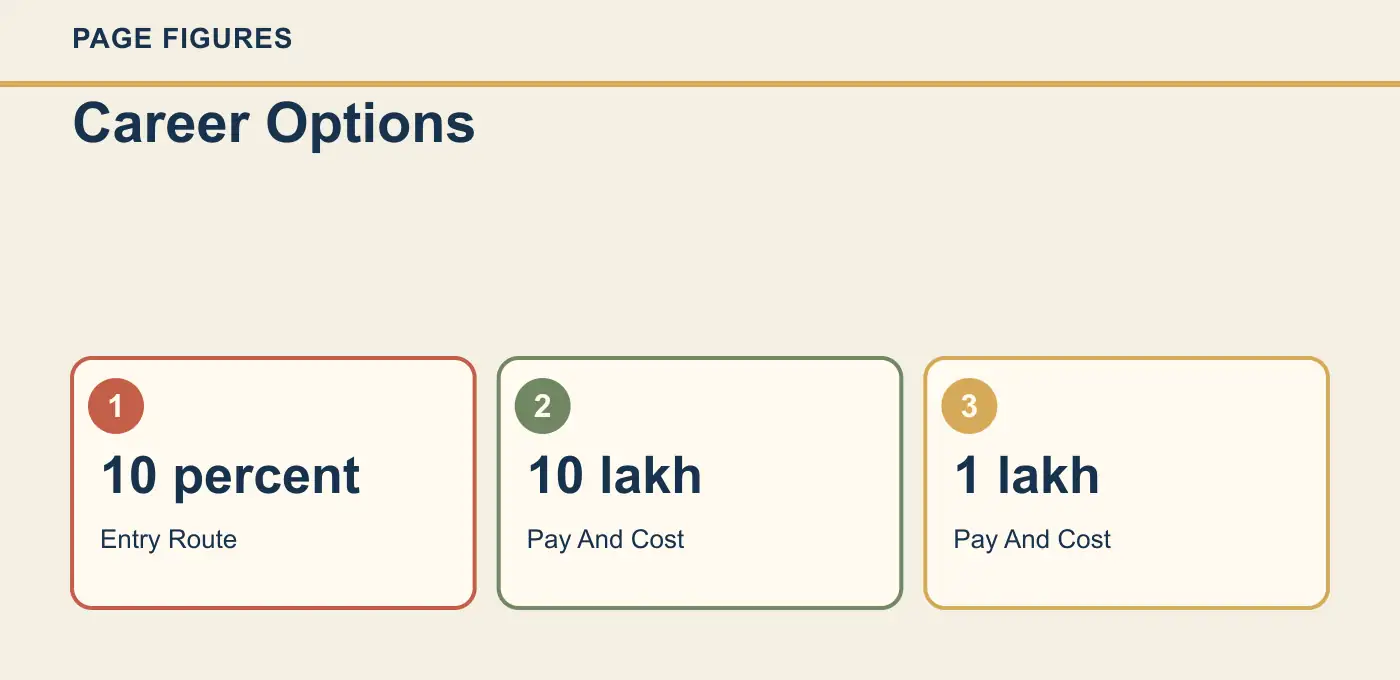 PAGE FIGURES
Career Options
1
10 percent
Entry Route
2
10 lakh
Pay And Cost
3
1 lakh
Pay And Cost